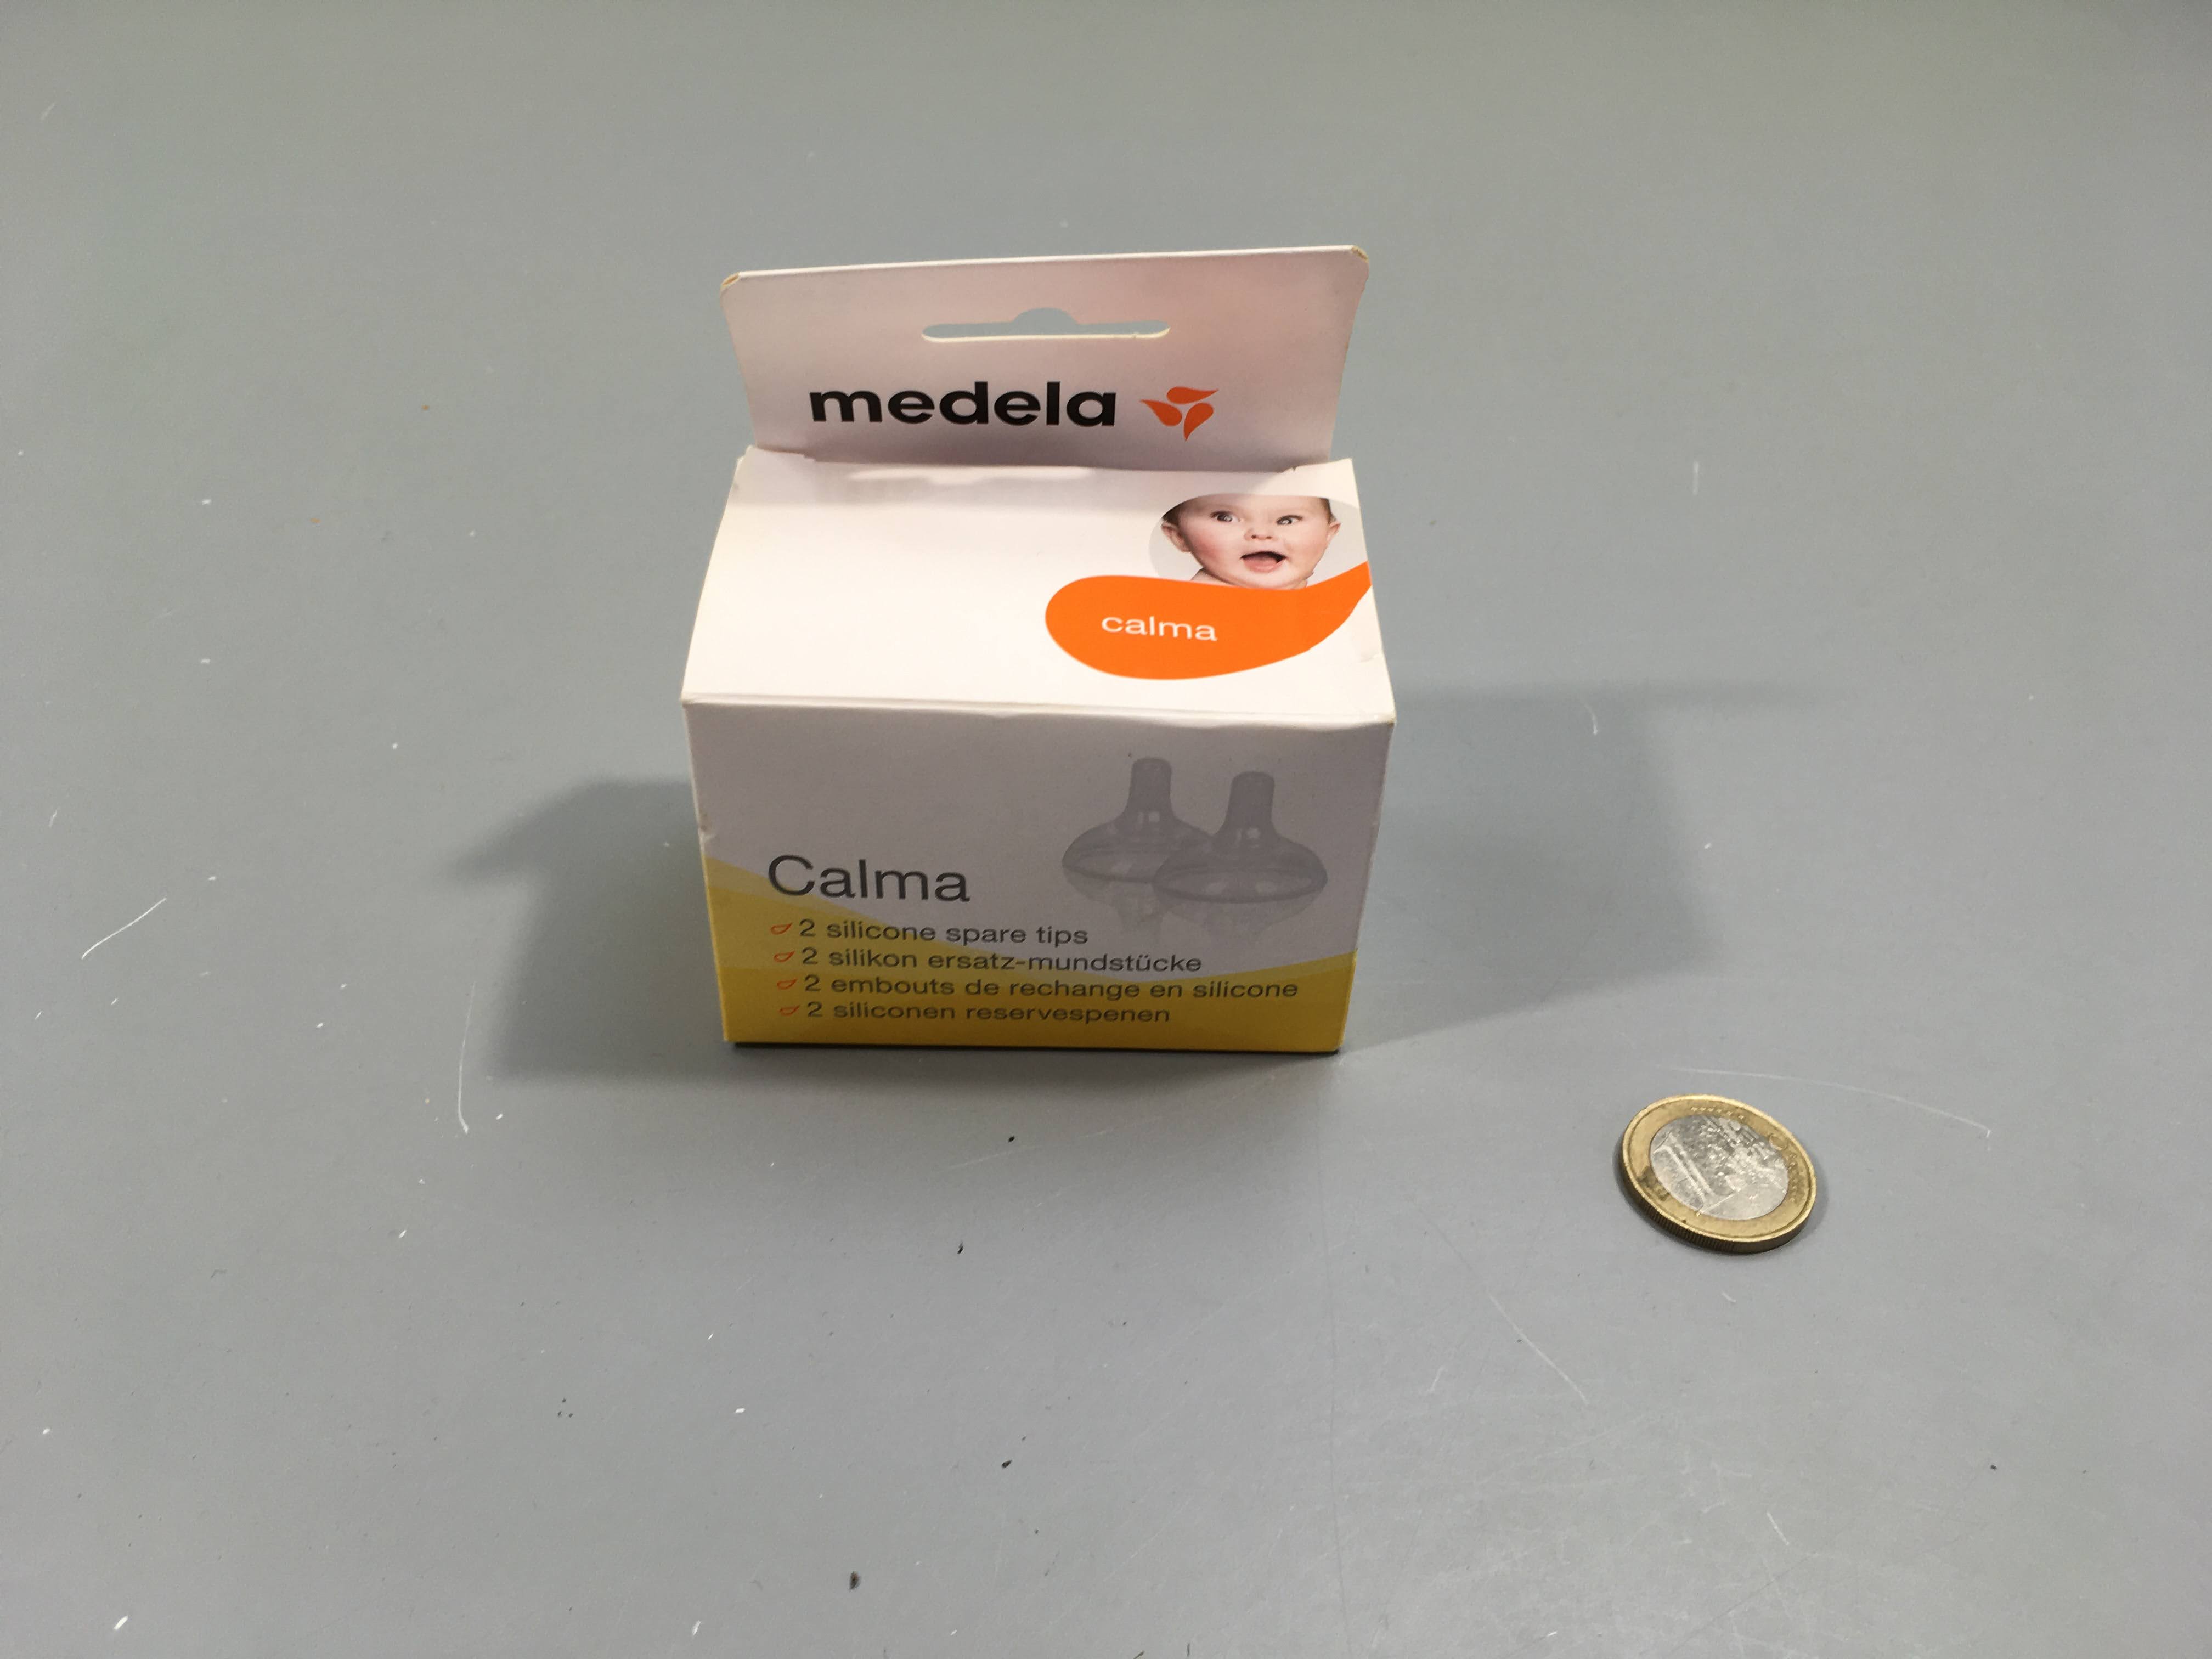 medela
calma
Calma
2 silicone spare tips
2 silikon ersatz-mundstücke
2 embouts de rechange en silicone
2 siliconen reservespenen